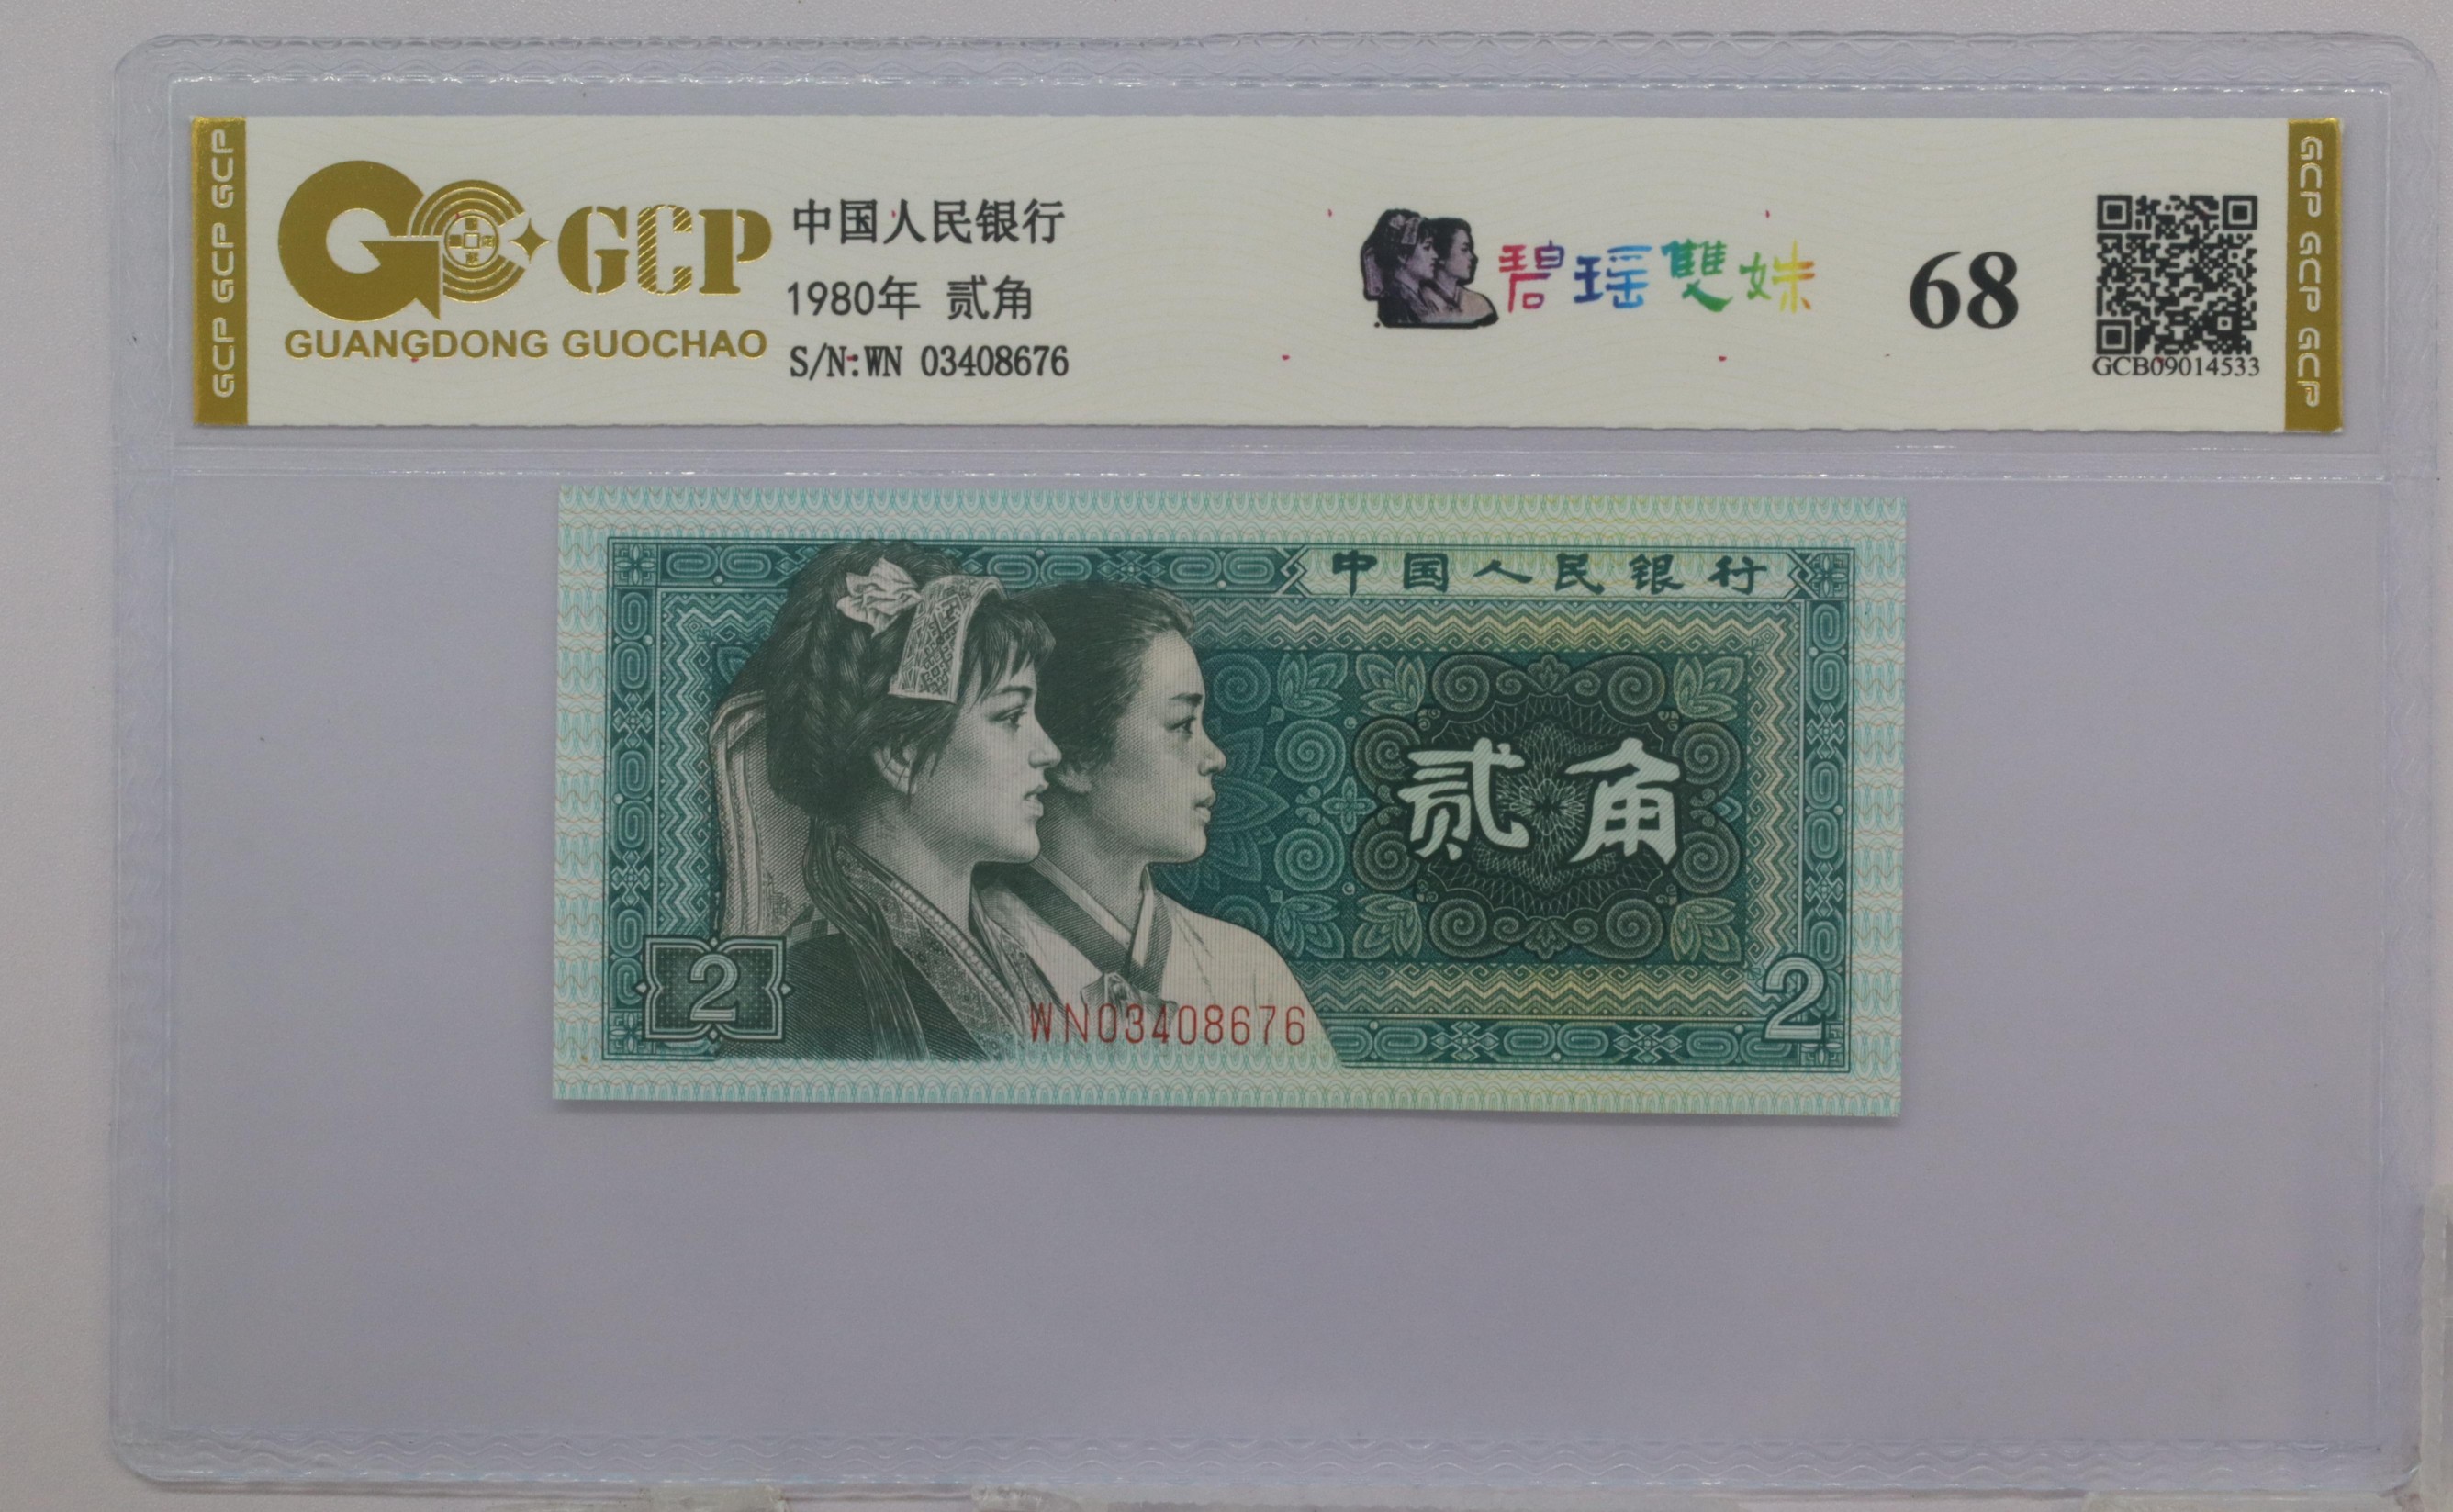 GCP GCP GCP
GCP
GUANGDONG GUOCHAO
中国人民银行
1980年 贰角
S/N:WN 03408676
碧瑶雙妹
68
GCB09014533
GCP GCP GCP
中国人民银行
贰角
2
WN03408676
2